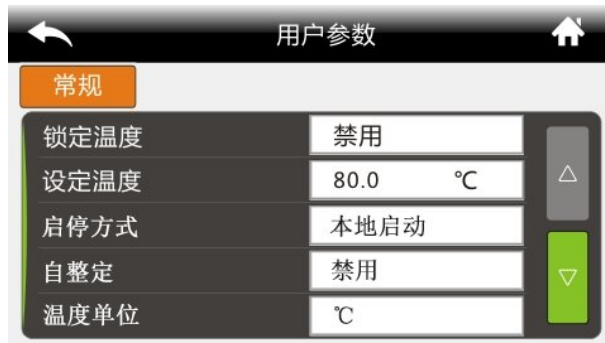 用户参数
常规
锁定温度 禁用
设定温度 80.0 ℃
启停方式 本地启动
自整定 禁用
温度单位 ℃